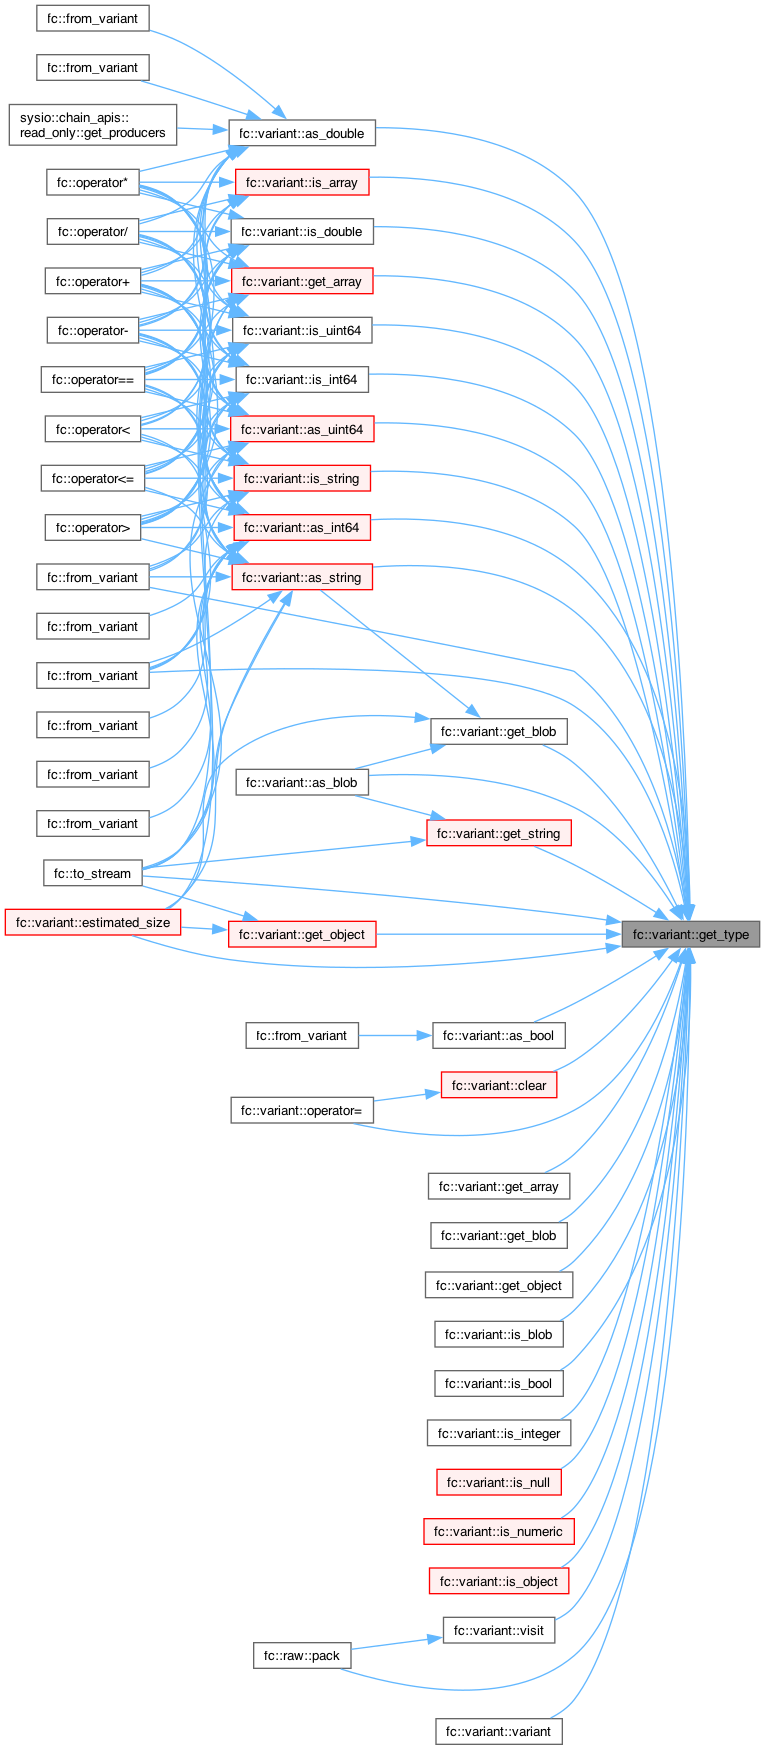 fc::from_variant
fc::from_variant
sysio::chain_apis::
read_only::get_producers
fc::variant::as_double
fc::operator*
fc::variant::is_array
fc::operator/
fc::variant::is_double
fc::operator+
fc::variant::get_array
fc::operator-
fc::variant::is_uint64
fc::operator==
fc::variant::is_int64
fc::operator<
fc::variant::as_uint64
fc::operator<=
fc::variant::is_string
fc::operator>
fc::variant::as_int64
fc::from_variant
fc::variant::as_string
fc::from_variant
fc::from_variant
fc::from_variant
fc::variant::get_blob
fc::from_variant
fc::variant::as_blob
fc::from_variant
fc::variant::get_string
fc::to_stream
fc::variant::estimated_size
fc::variant::get_object
fc::variant::get_type
fc::from_variant
fc::variant::as_bool
fc::variant::clear
fc::variant::operator=
fc::variant::get_array
fc::variant::get_blob
fc::variant::get_object
fc::variant::is_blob
fc::variant::is_bool
fc::variant::is_integer
fc::variant::is_null
fc::variant::is_numeric
fc::variant::is_object
fc::variant::visit
fc::raw::pack
fc::variant::variant